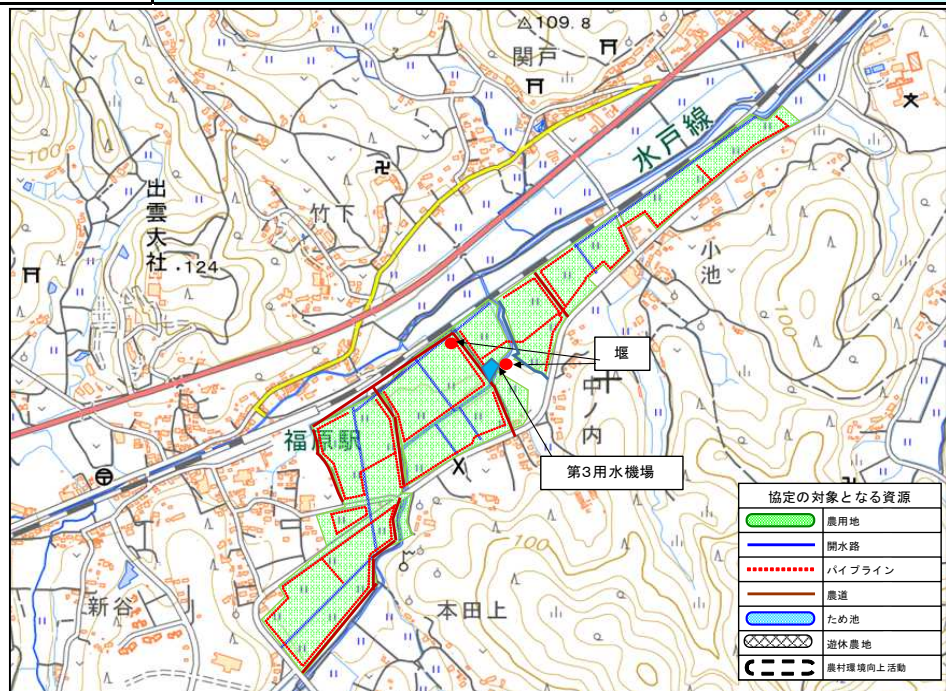 109.8
関戸
水戸線
出雲大社
124
100
竹下
小池
100
堰
中ノ内
福原駅
第3用水機場
新谷
本田上
100
協定の対象となる資源
農用地
開水路
パイプライン
農道
ため池
遊休農地
農村環境向上活動